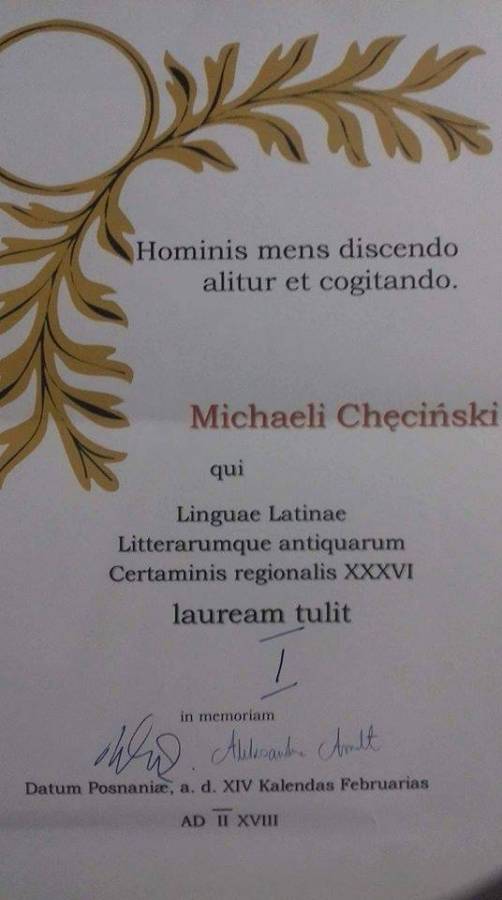 Hominis mens discendo
alitur et cogitando.
Michaeli Chęciński
qui
Linguae Latinae
Litterarumque antiquarum
Certaminis regionalis XXXVI
lauream tulit
I
in memoriam
Aleksandra Arndt
Datum Posnaniæ, a. d. XIV Kalendas Februarias
AD I̅I̅ XVIII